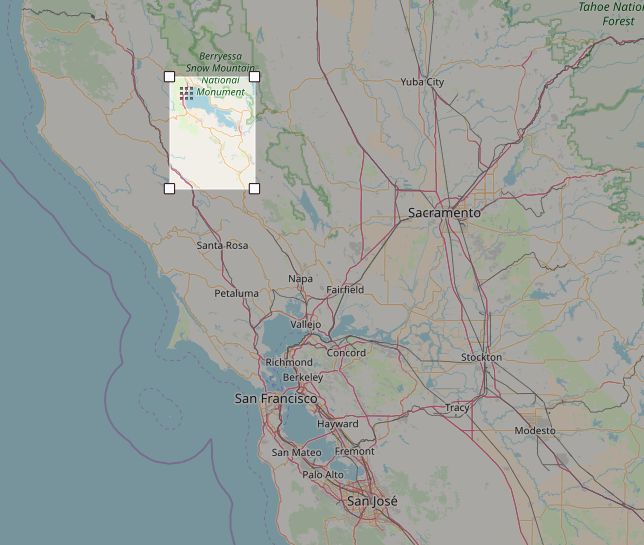 Tahoe Natio
Forest
Berryessa
Snow Mountain
National
Monument
Yuba City
Sacramento
Santa Rosa
Napa
Fairfield
Petaluma
Vallejo
Richmond
Concord
Stockton
Berkeley
San Francisco
Tracy
Hayward
Modesto
San Mateo
Fremont
Palo Alto
San José